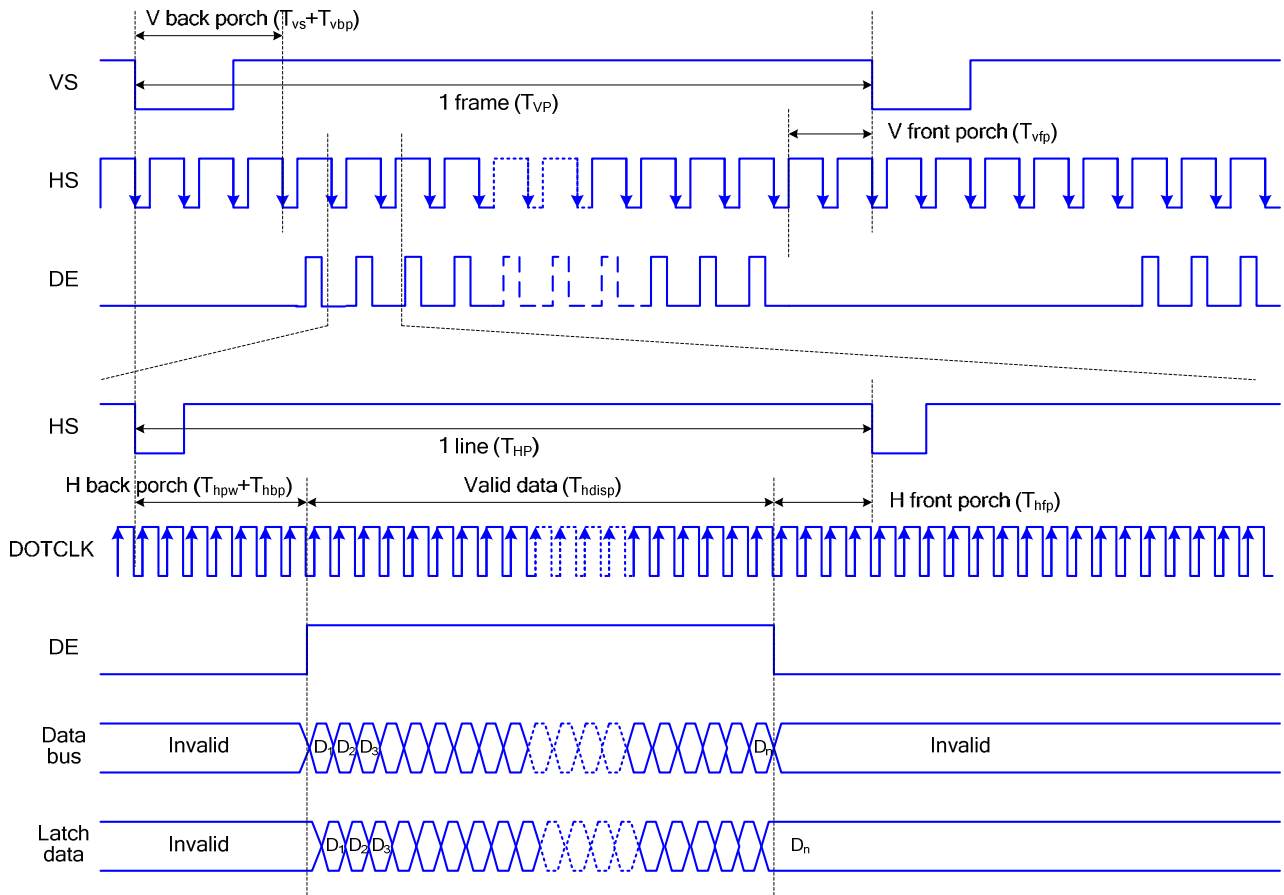 V back porch (Tvs+Tvbp)
VS
1 frame (TVP)
V front porch (Tvfp)
HS
DE
HS
1 line (THP)
H back porch (Thpw+Thbp)
Valid data (Thdisp)
H front porch (Thfp)
DOTCLK
DE
Data
bus
Invalid
D1 D2 D3
Dn
Invalid
Latch
data
Invalid
D1 D2 D3
Dn